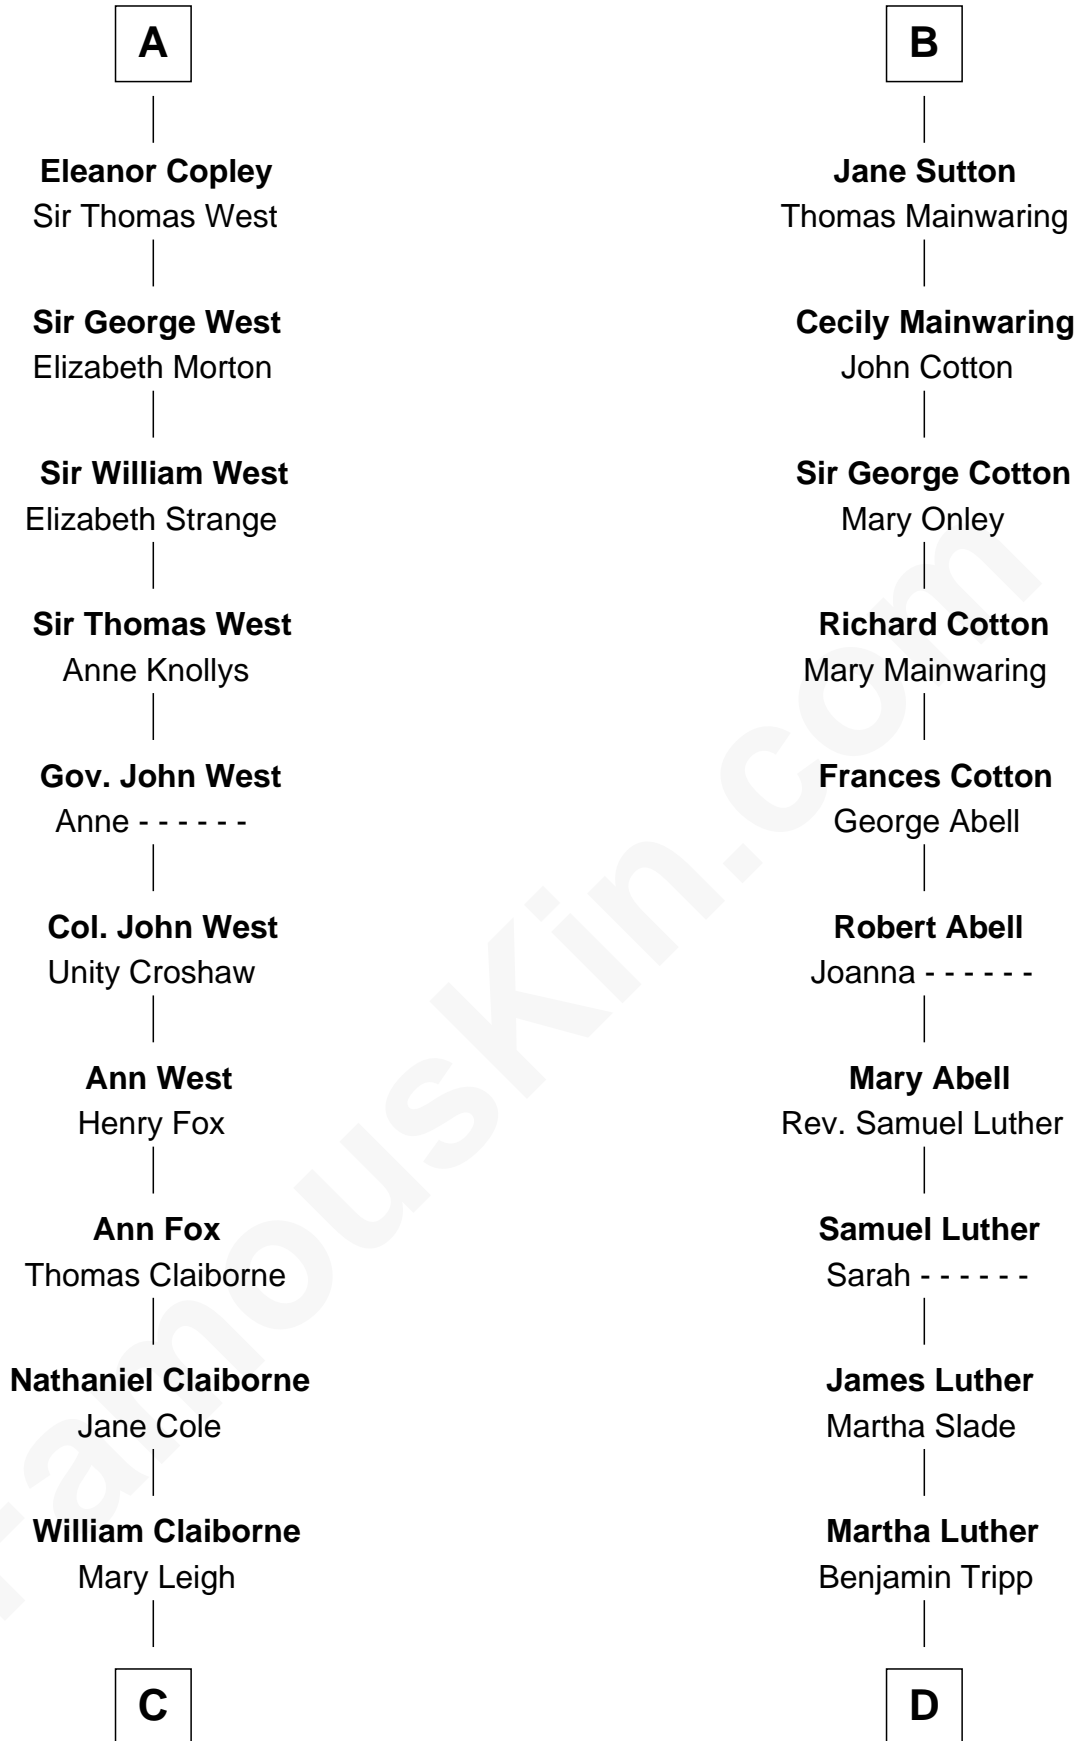 A
Eleanor Copley
Sir Thomas West
Sir George West
Elizabeth Morton
Sir William West
Elizabeth Strange
Sir Thomas West
Anne Knollys
Gov. John West
Anne - - - - - -
Col. John West
Unity Croshaw
Ann West
Henry Fox
Ann Fox
Thomas Claiborne
Nathaniel Claiborne
Jane Cole
William Claiborne
Mary Leigh
C
B
Jane Sutton
Thomas Mainwaring
Cecily Mainwaring
John Cotton
Sir George Cotton
Mary Onley
Richard Cotton
Mary Mainwaring
Frances Cotton
George Abell
Robert Abell
Joanna - - - - - -
Mary Abell
Rev. Samuel Luther
Samuel Luther
Sarah - - - - - -
James Luther
Martha Slade
Martha Luther
Benjamin Tripp
D
FamousKin.com